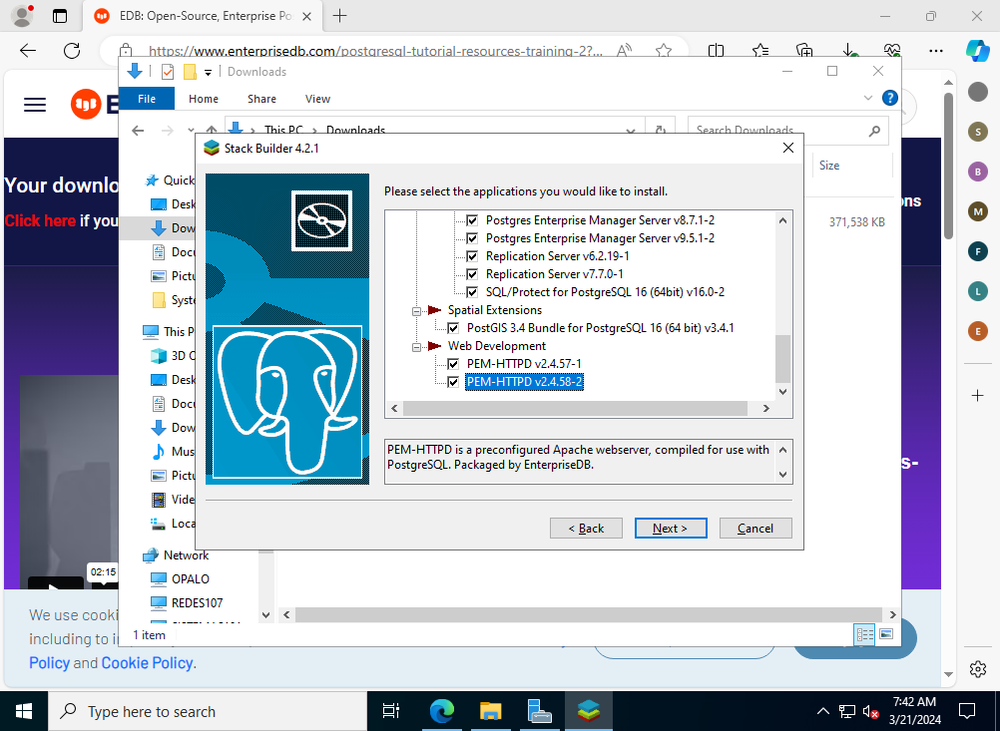 EDB: Open-Source, Enterprise Po
https://www.enterprisedb.com/postgresql-tutorial-resources-training-2?...
Downloads
File
Home
Share
View
This PC
Downloads
Search Downloads
Stack Builder 4.2.1
Please select the applications you would like to install.
Postgres Enterprise Manager Server v8.7.1-2
Postgres Enterprise Manager Server v9.5.1-2
Replication Server v6.2.19-1
Replication Server v7.7.0-1
SQL/Protect for PostgreSQL 16 (64bit) v16.0-2
Spatial Extensions
PostGIS 3.4 Bundle for PostgreSQL 16 (64 bit) v3.4.1
Web Development
PEM-HTTPD v2.4.57-1
PEM-HTTPD v2.4.58-2
PEM-HTTPD is a preconfigured Apache webserver, compiled for use with
PostgreSQL. Packaged by EnterpriseDB.
< Back
Next >
Cancel
Size
371,538 KB
Quick
Desk
Dow
Docu
Pictu
Syste
This P
3D O
Desk
Docu
Dow
Mus
Pictu
Vide
Loca
Network
OPALO
REDES107
1 item
Your downlo
ons
Click here if you
s-
02:15
We use cooki
including to i
Policy and Cookie Policy.
S
B
M
F
L
E
Type here to search
7:42 AM
3/21/2024